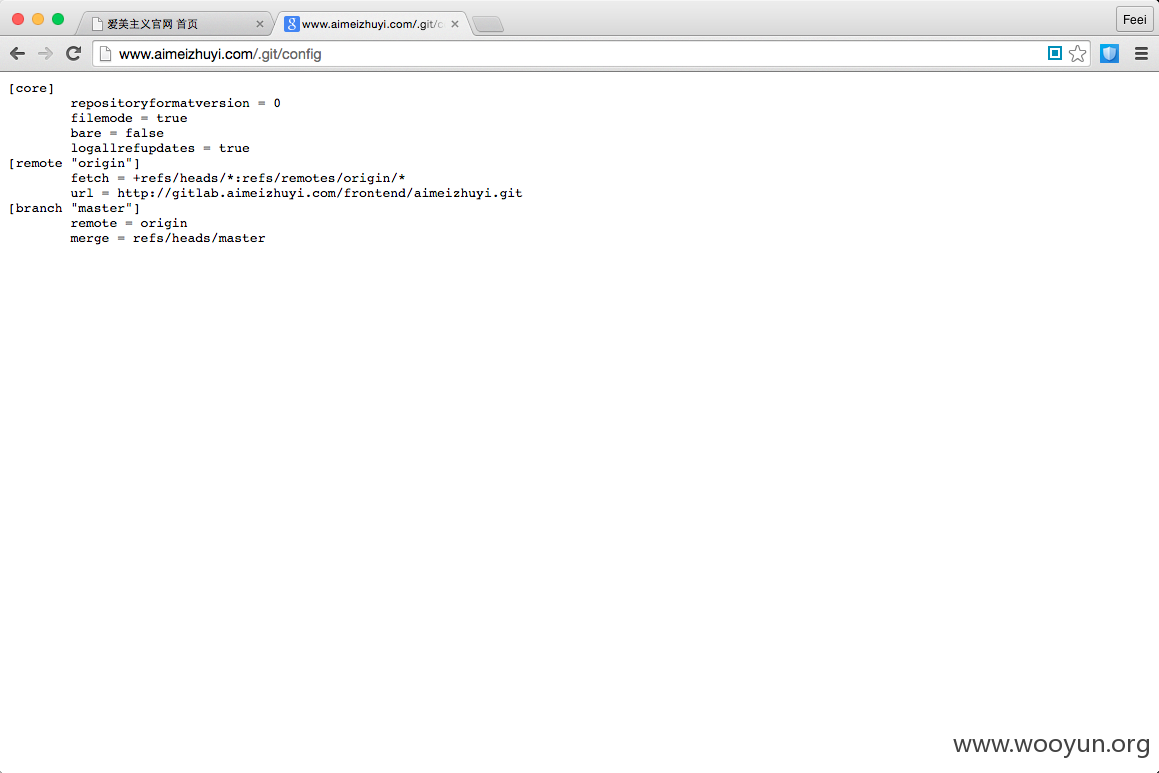 爱美主义官网 首页
www.aimeizhuyi.com/.git/c
Feei
www.aimeizhuyi.com/.git/config
[core]
repositoryformatversion = 0
filemode = true
bare = false
logallrefupdates = true
[remote "origin"]
fetch = +refs/heads/*:refs/remotes/origin/*
url = http://gitlab.aimeizhuyi.com/frontend/aimeizhuyi.git
[branch "master"]
remote = origin
merge = refs/heads/master
www.wooyun.org